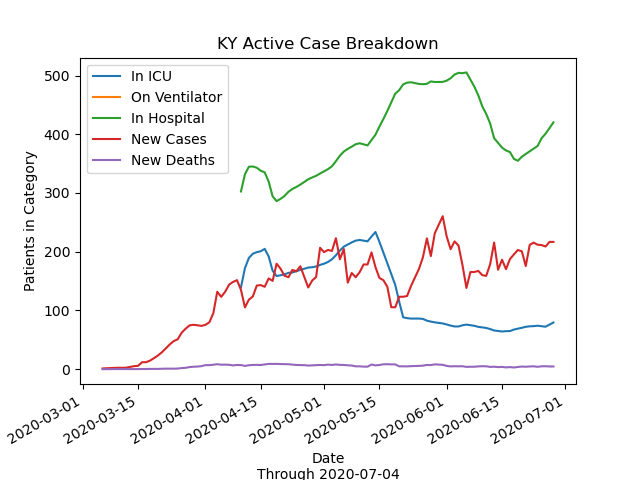 KY Active Case Breakdown
In ICU
On Ventilator
In Hospital
New Cases
New Deaths
Patients in Category
500
400
300
200
100
0
2020-03-01
2020-03-15
2020-04-01
2020-04-15
2020-05-01
2020-05-15
2020-06-01
2020-06-15
2020-07-01
Date
Through 2020-07-04